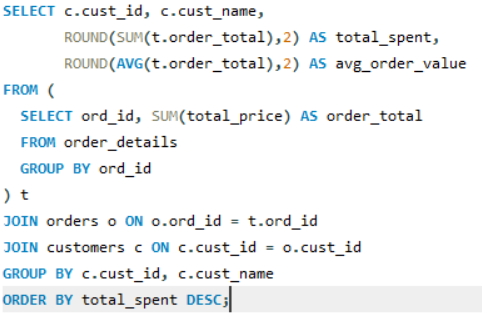 SELECT c.cust_id, c.cust_name,
ROUND(SUM(t.order_total),2) AS total_spent,
ROUND(AVG(t.order_total),2) AS avg_order_value
FROM (
SELECT ord_id, SUM(total_price) AS order_total
FROM order_details
GROUP BY ord_id
) t
JOIN orders o ON o.ord_id = t.ord_id
JOIN customers c ON c.cust_id = o.cust_id
GROUP BY c.cust_id, c.cust_name
ORDER BY total_spent DESC;